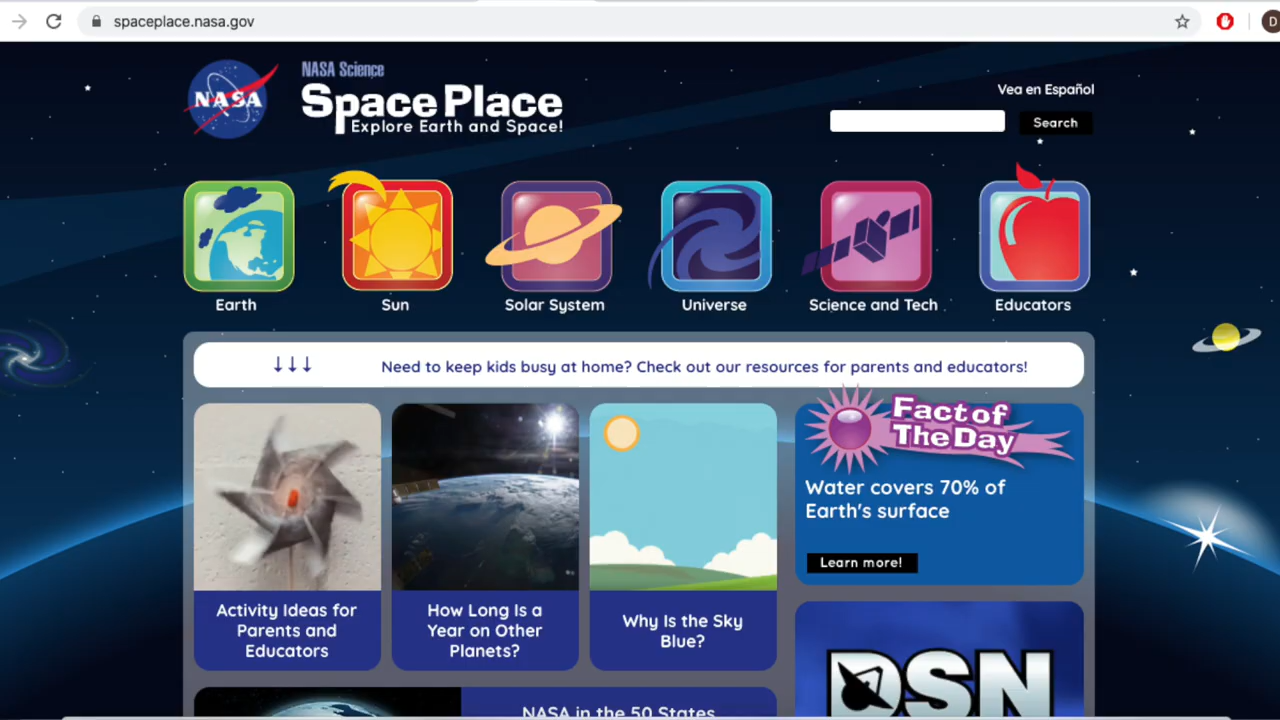 spaceplace.nasa.gov
D
NASA
NASA Science
Space Place
Explore Earth and Space!
Vea en Español
Search
Earth
Sun
Solar System
Universe
Science and Tech
Educators
↓↓↓ Need to keep kids busy at home? Check out our resources for parents and educators!
Activity Ideas for
Parents and
Educators
How Long Is a
Year on Other
Planets?
Why Is the Sky
Blue?
Fact of
The Day
Water covers 70% of
Earth's surface
Learn more!
NASA in the 50 States
DSN